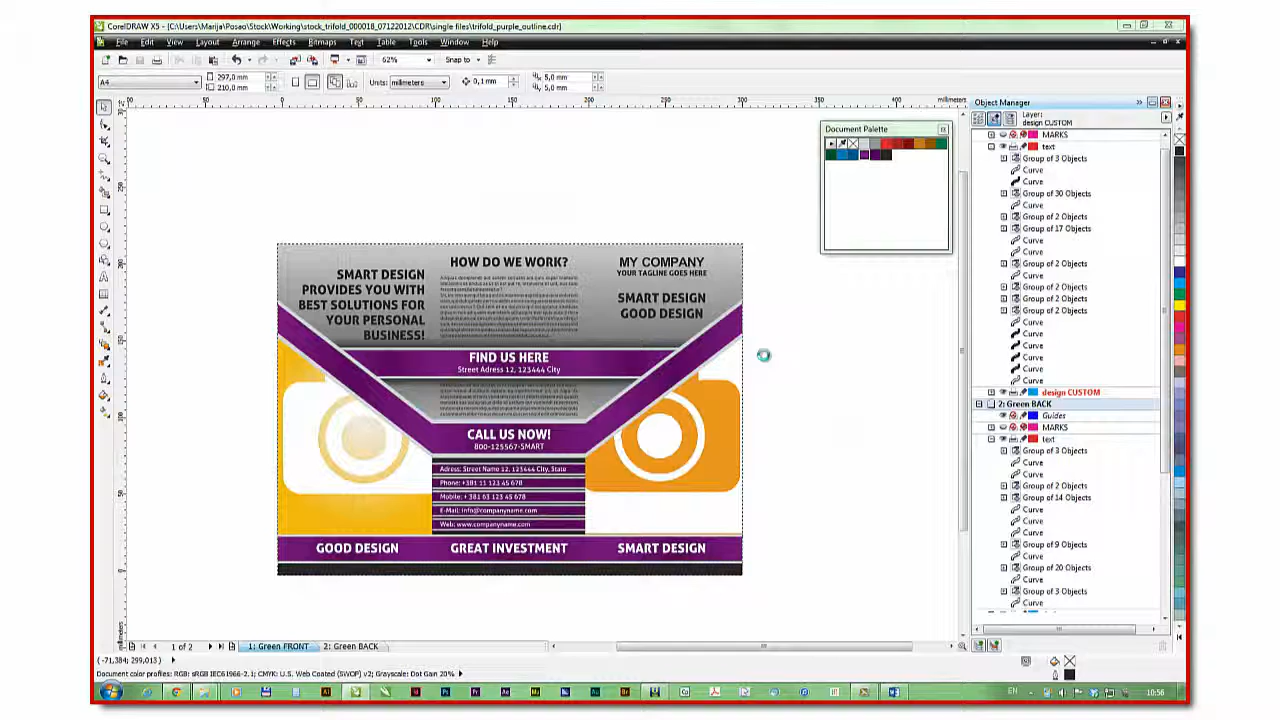 CorelDRAW X5 - [C:\Users\Marija\Posao\Stock\Working\stock_trifold_000018_07122012\CDR\single files\trifold_purple_outline.cdr]
File Edit View Layout Arrange Effects Bitmaps Text Table Tools Window Help
62% Snap to
A4 297,0 mm 210,0 mm Units: millimeters 0,1 mm 5,0 mm 5,0 mm
millimeters
Object Manager
Layer:
design CUSTOM
Document Palette
MARKS
text
Group of 3 Objects
Curve
Curve
Group of 30 Objects
Curve
Group of 2 Objects
Group of 17 Objects
Curve
Curve
Group of 2 Objects
Curve
Group of 2 Objects
Group of 2 Objects
Group of 2 Objects
Curve
Curve
Curve
Curve
Curve
Curve
design CUSTOM
2: Green BACK
Guides
MARKS
text
Group of 3 Objects
Curve
Curve
Group of 2 Objects
Group of 14 Objects
Curve
Curve
Curve
Group of 9 Objects
Curve
Group of 20 Objects
Curve
Group of 3 Objects
Curve
SMART DESIGN
PROVIDES YOU WITH
BEST SOLUTIONS FOR
YOUR PERSONAL
BUSINESS!
HOW DO WE WORK?
MY COMPANY
YOUR TAGLINE GOES HERE
SMART DESIGN
GOOD DESIGN
FIND US HERE
Street Adress 12, 123444 City
CALL US NOW!
800-125567-SMART
Adress: Street Name 12, 123444 City, State
Phone: +381 11 123 45 678
Mobile: + 381 63 123 45 678
E-Mail: info@companyname.com
Web: www.companyname.com
GOOD DESIGN GREAT INVESTMENT SMART DESIGN
1 of 2 1: Green FRONT 2: Green BACK
( -71,384; 299,013 )
Document color profiles: RGB: sRGB IEC61966-2.1; CMYK: U.S. Web Coated (SWOP) v2; Grayscale: Dot Gain 20%
EN 10:56